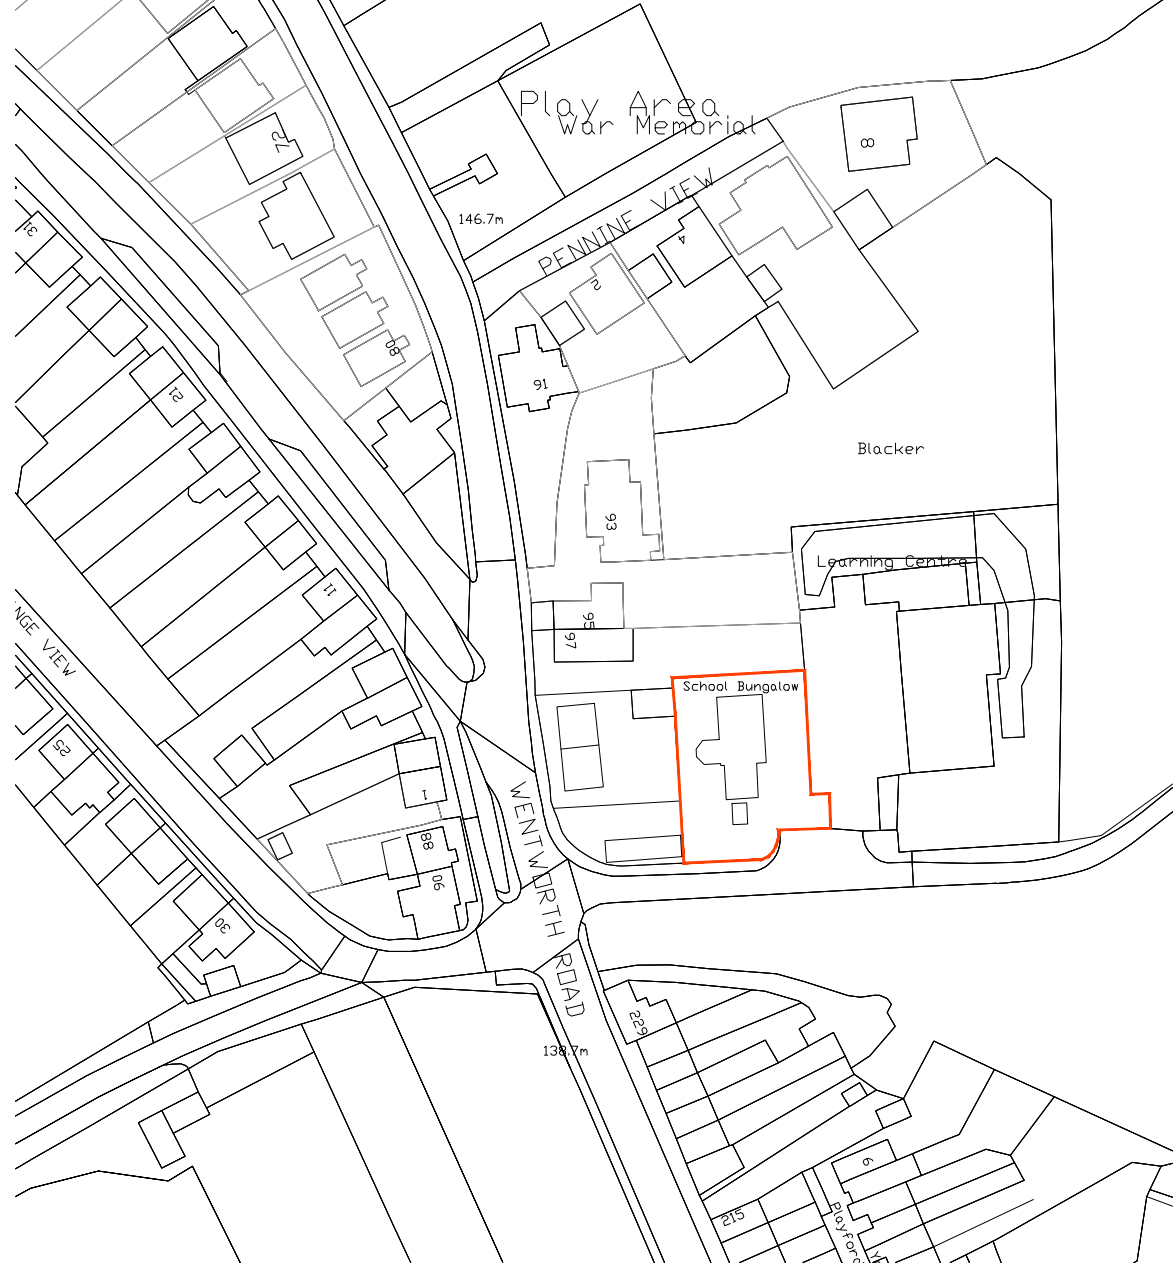 Play Area
War Memorial
8
72
PENNINE VIEW
146.7m
31
4
2
80
91
21
Blacker
93
Learning Centre
11
95
97
NGE VIEW
School Bungalow
25
1
WENTWORTH ROAD
88
90
30
229
138.7m
6
215
Playford